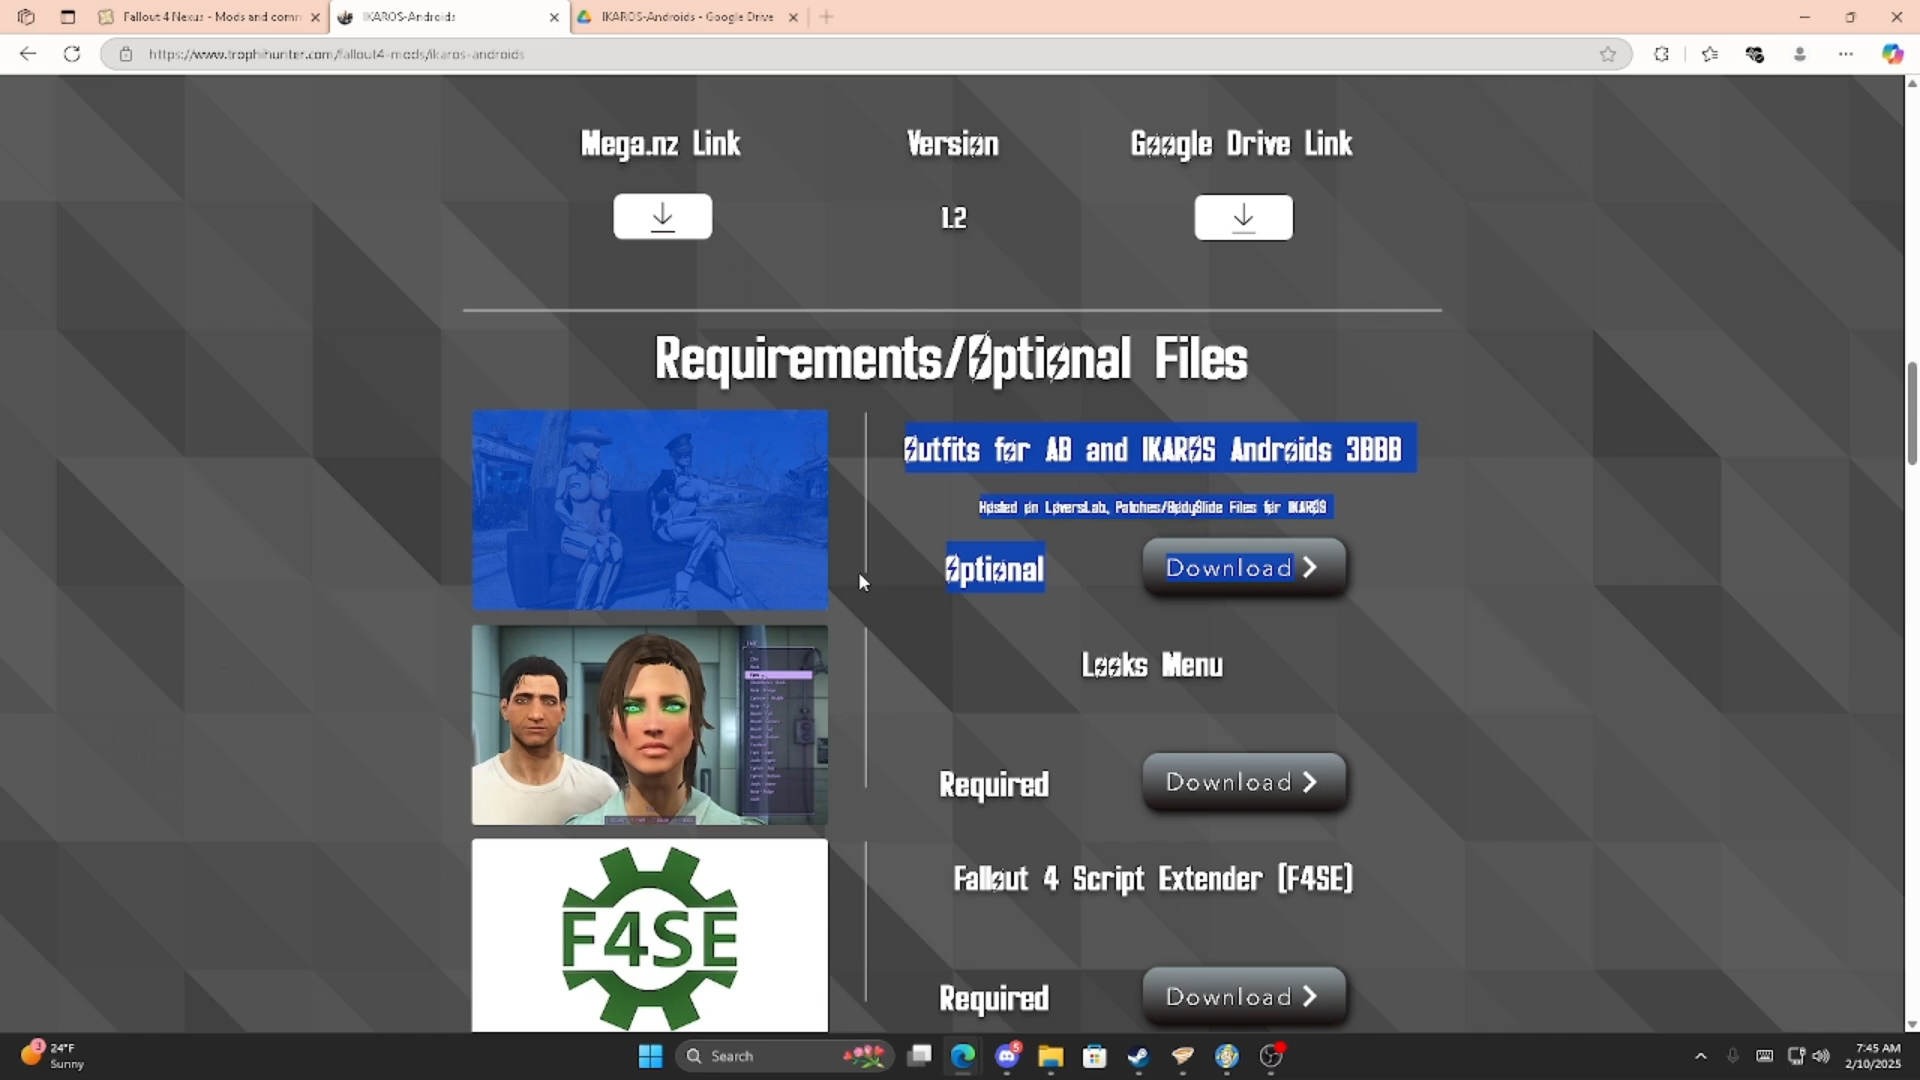 Fallout 4 Nexus - Mods and comm
IKAROS-Androids
IKAROS-Androids - Google Drive
https://www.trophihunter.com/fallout4-mods/ikaros-androids
Mega.nz Link
Version
Google Drive Link
1.2
Requirements/Optional Files
Outfits for AB and IKAROS Androids 3BBB
Hosted on LoversLab, Patches/BodySlide Files for IKAROS
Optional
Download
Looks Menu
Required
Download
F4SE
Fallout 4 Script Extender (F4SE)
Required
Download
3
24°F
Sunny
Search
5
7:45 AM
2/10/2025